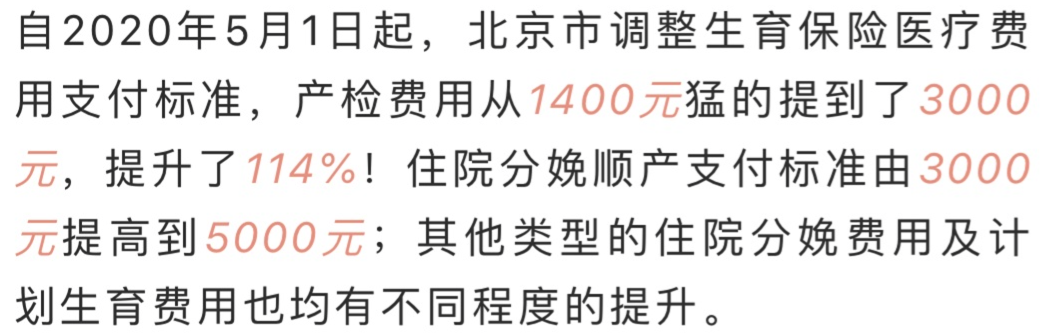 自2020年5月1日起，北京市调整生育保险医疗费
用支付标准，产检费用从1400元猛的提到了3000
元，提升了114%！住院分娩顺产支付标准由3000
元提高到5000元；其他类型的住院分娩费用及计
划生育费用也均有不同程度的提升。